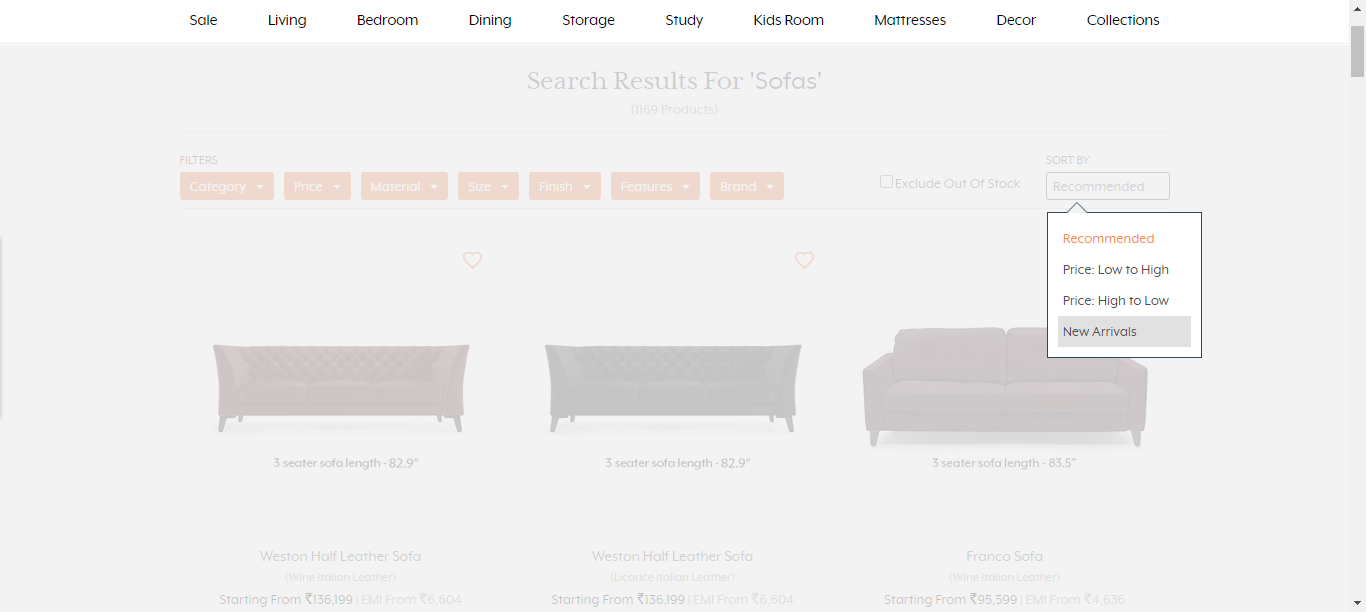 Sale Living Bedroom Dining Storage Study Kids Room Mattresses Decor Collections
Search Results For 'Sofas'
(1169 Products)
FILTERS
Category Price Material Size Finish Features Brand
Exclude Out Of Stock
SORT BY
Recommended
Recommended
Price: Low to High
Price: High to Low
New Arrivals
3 seater sofa length - 82.9"
3 seater sofa length - 82.9"
3 seater sofa length - 83.5"
Weston Half Leather Sofa
(Wine Italian Leather)
Starting From ₹136,199 | EMI From ₹6,604
Weston Half Leather Sofa
(Licorice Italian Leather)
Starting From ₹136,199 | EMI From ₹6,604
Franco Sofa
(Wine Italian Leather)
Starting From ₹95,599 | EMI From ₹4,636